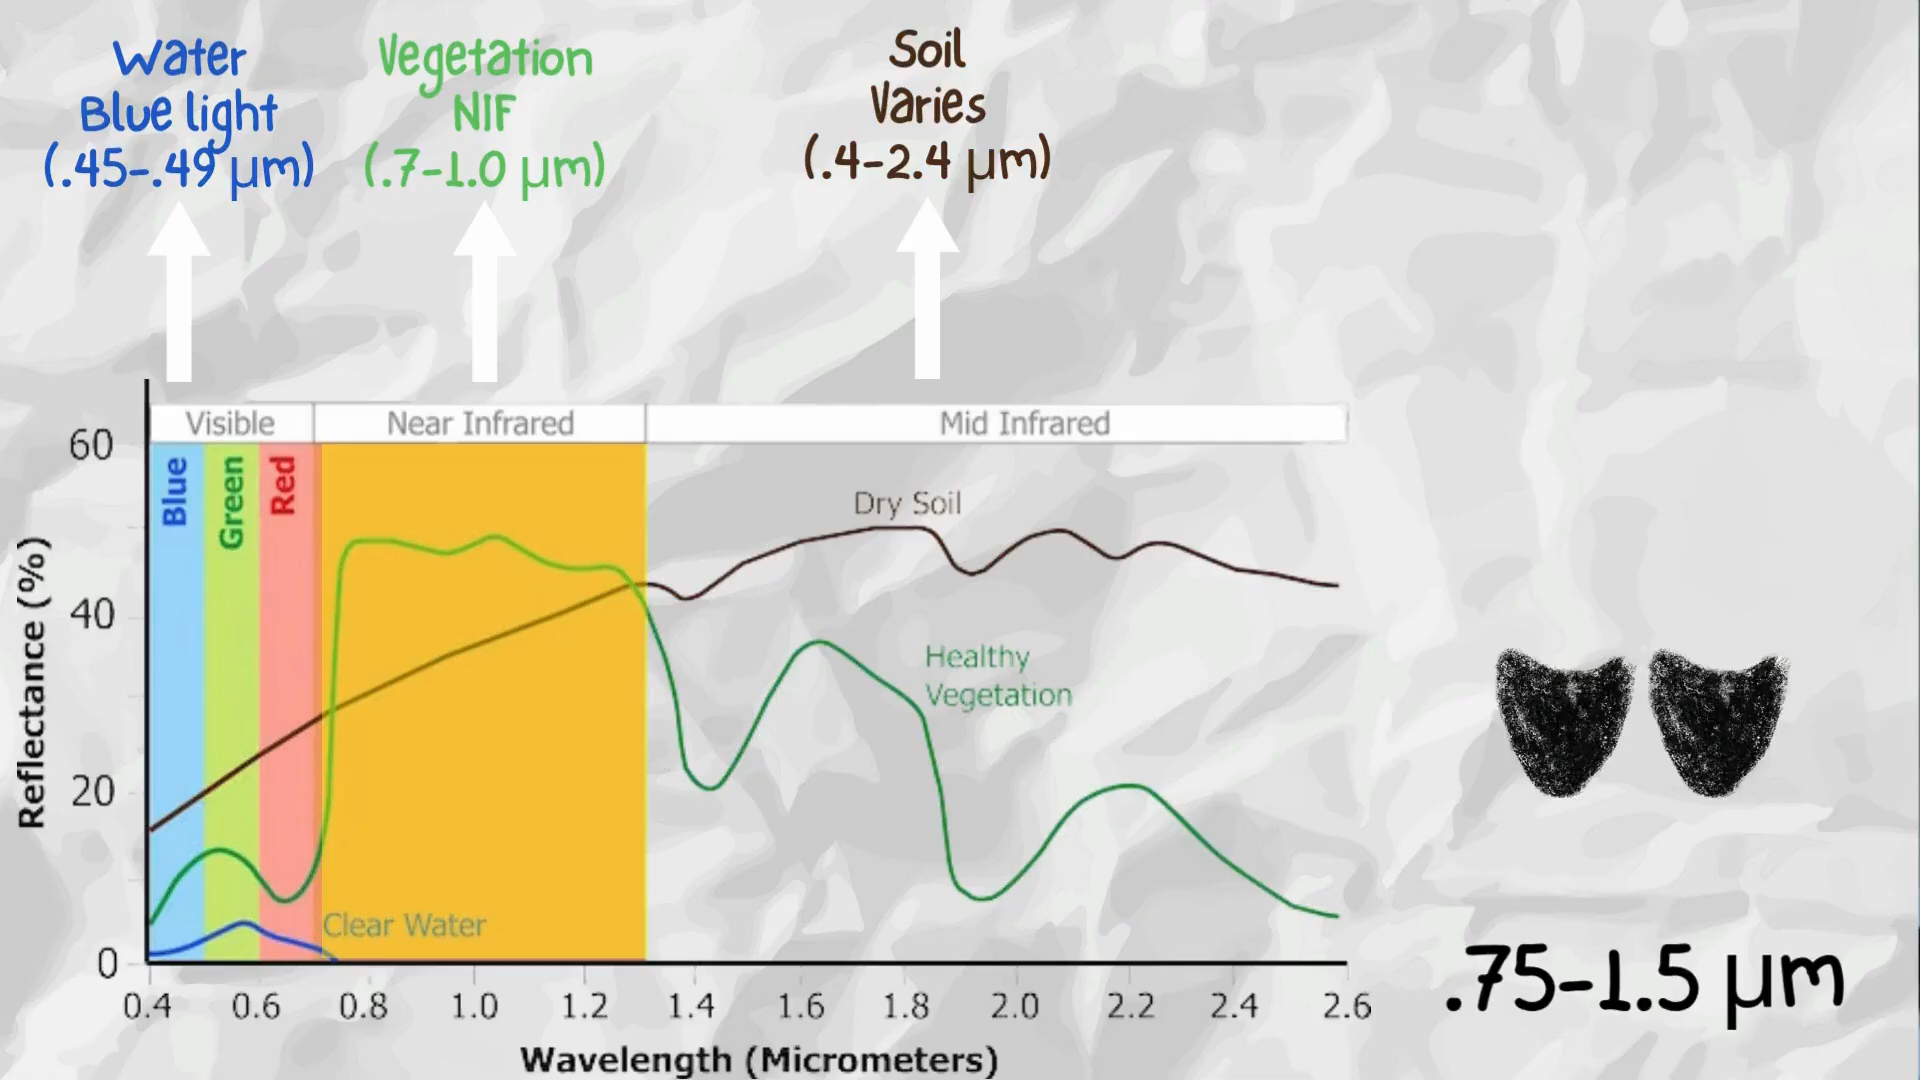 Water
Blue light
(.45-.49 µm)
Vegetation
NIF
(.7-1.0 µm)
Soil
Varies
(.4-2.4 µm)
Visible
Near Infrared
Mid Infrared
Blue
Green
Red
Dry Soil
Healthy
Vegetation
Clear Water
Reflectance (%)
60
40
20
0
0.4 0.6 0.8 1.0 1.2 1.4 1.6 1.8 2.0 2.2 2.4 2.6
Wavelength (Micrometers)
.75-1.5 µm